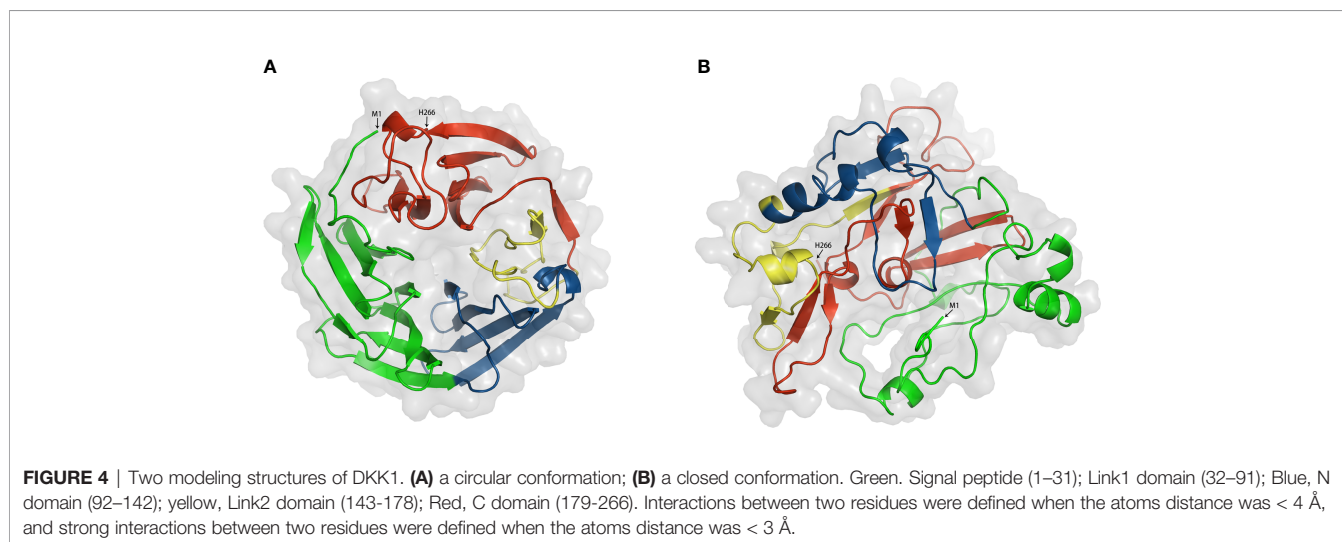 A
B
M1
H266
H266
M1
FIGURE 4 | Two modeling structures of DKK1. (A) a circular conformation; (B) a closed conformation. Green. Signal peptide (1–31); Link1 domain (32–91); Blue, N
domain (92–142); yellow, Link2 domain (143-178); Red, C domain (179-266). Interactions between two residues were defined when the atoms distance was < 4 Å,
and strong interactions between two residues were defined when the atoms distance was < 3 Å.